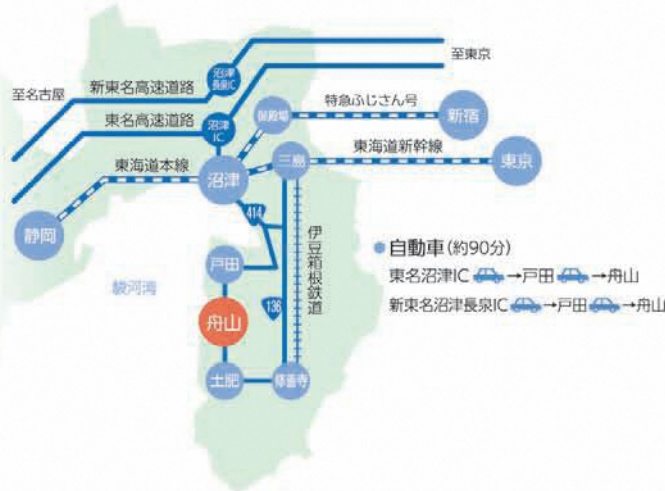 沼津
長泉IC
至東京
新東名高速道路
至名古屋
特急ふじさん号
東名高速道路
沼津
IC
御殿場
新宿
東海道新幹線
東海道本線
三島
東京
沼津
静岡
414
伊豆箱根鉄道
戸田
駿河湾
舟山
136
土肥
修善寺
●自動車(約90分)
東名沼津IC→戸田→舟山
新東名沼津長泉IC→戸田→舟山